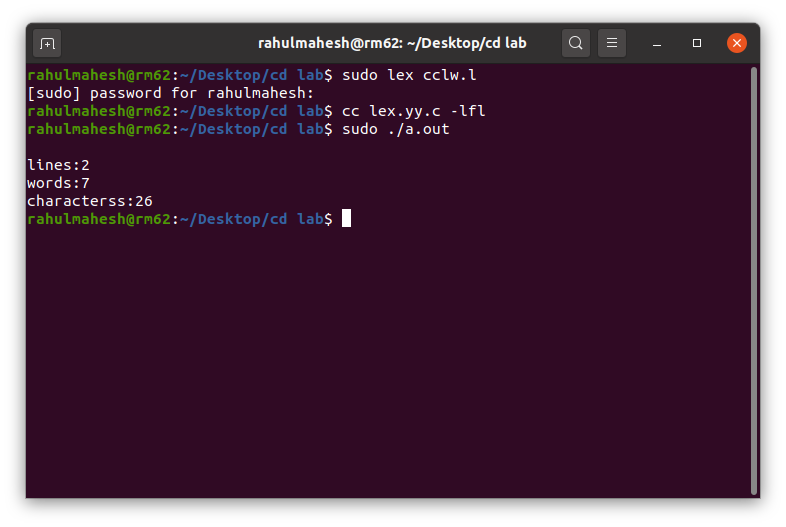 rahulmahesh@rm62: ~/Desktop/cd lab
rahulmahesh@rm62:~/Desktop/cd lab$ sudo lex cclw.l
[sudo] password for rahulmahesh:
rahulmahesh@rm62:~/Desktop/cd lab$ cc lex.yy.c -lfl
rahulmahesh@rm62:~/Desktop/cd lab$ sudo ./a.out
lines:2
words:7
characterss:26
rahulmahesh@rm62:~/Desktop/cd lab$